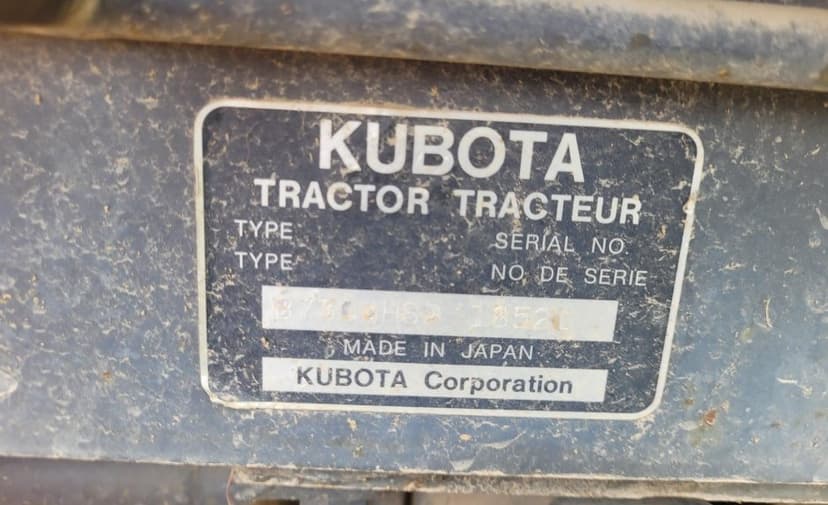 KUBOTA
TRACTOR TRACTEUR
TYPE SERIAL NO.
TYPE NO DE SERIE
MADE IN JAPAN
KUBOTA Corporation